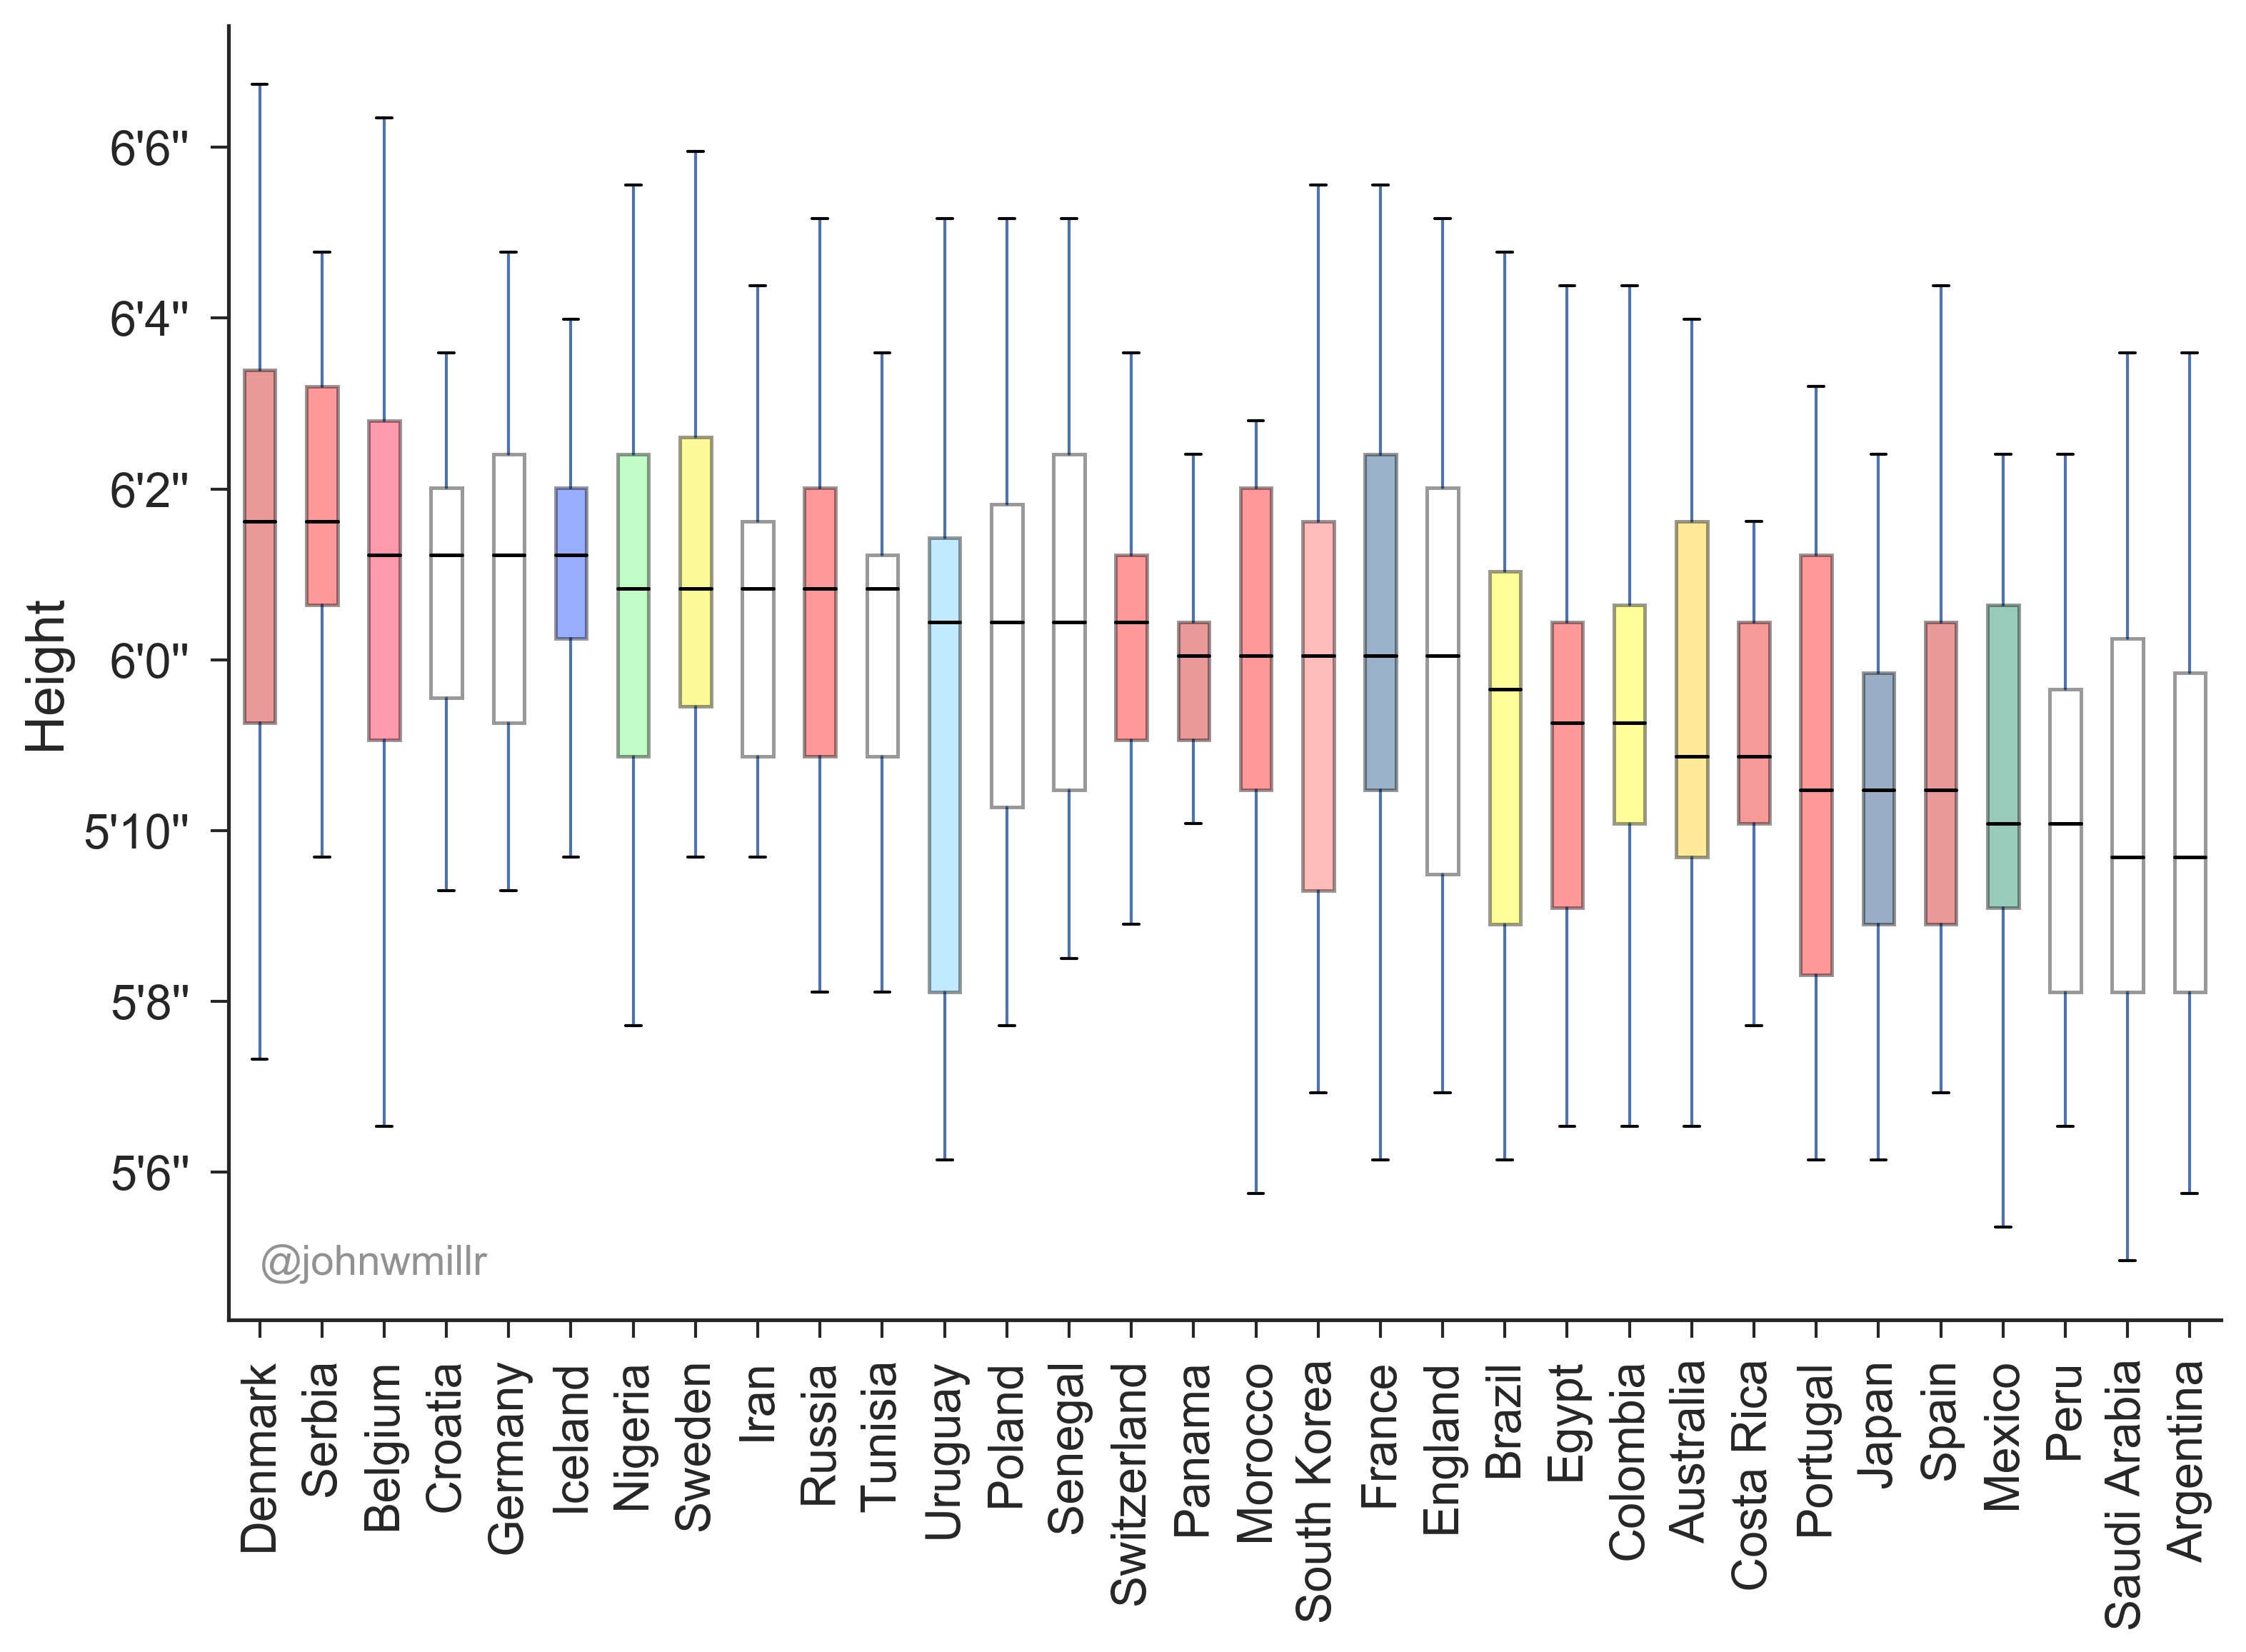 Height
6'6"
6'4"
6'2"
6'0"
5'10"
5'8"
5'6"
@johnwmillr
Denmark
Serbia
Belgium
Croatia
Germany
Iceland
Nigeria
Sweden
Iran
Russia
Tunisia
Uruguay
Poland
Senegal
Switzerland
Panama
Morocco
South Korea
France
England
Brazil
Egypt
Colombia
Australia
Costa Rica
Portugal
Japan
Spain
Mexico
Peru
Saudi Arabia
Argentina